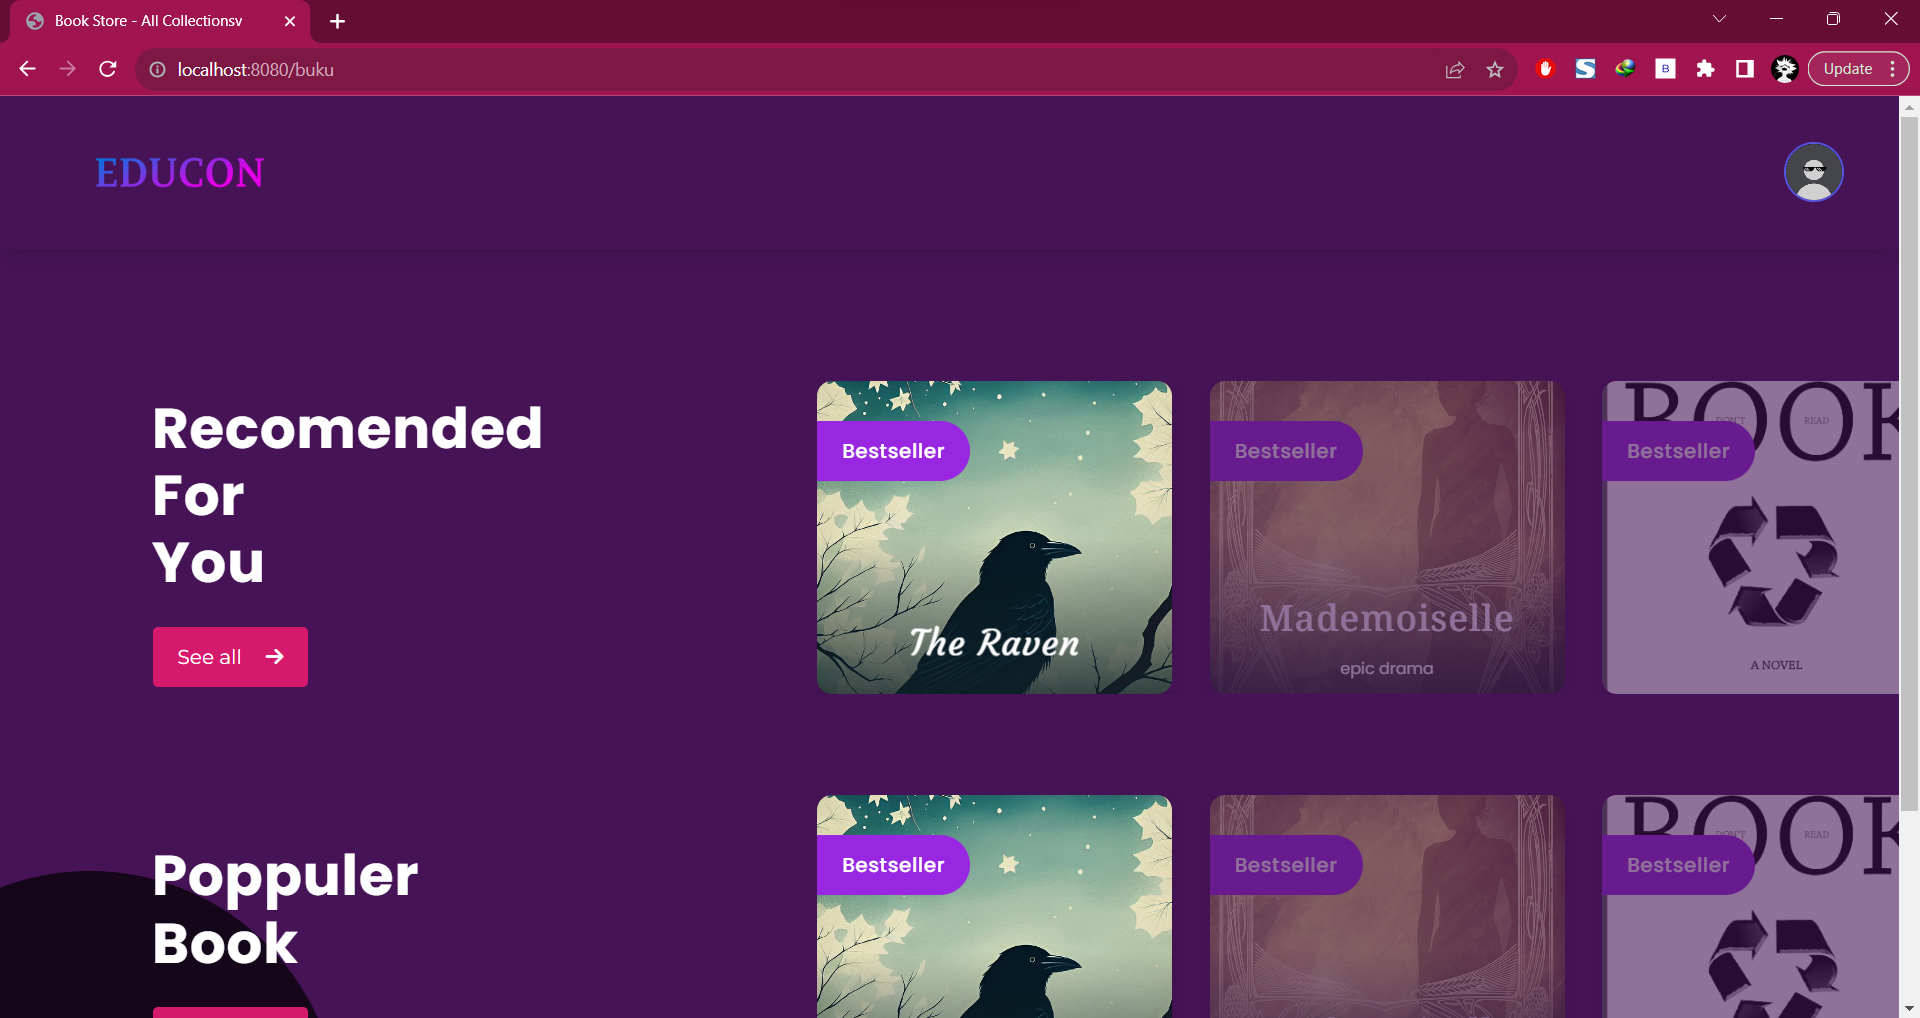 Book Store - All Collectionsv
localhost:8080/buku
B
Update
EDUCON
Recomended
For
You
See all
Bestseller
The Raven
Bestseller
Mademoiselle
epic drama
BOOK
DON'T
READ
Bestseller
A NOVEL
Poppuler
Book
Bestseller
Bestseller
BOOK
DON'T
READ
Bestseller